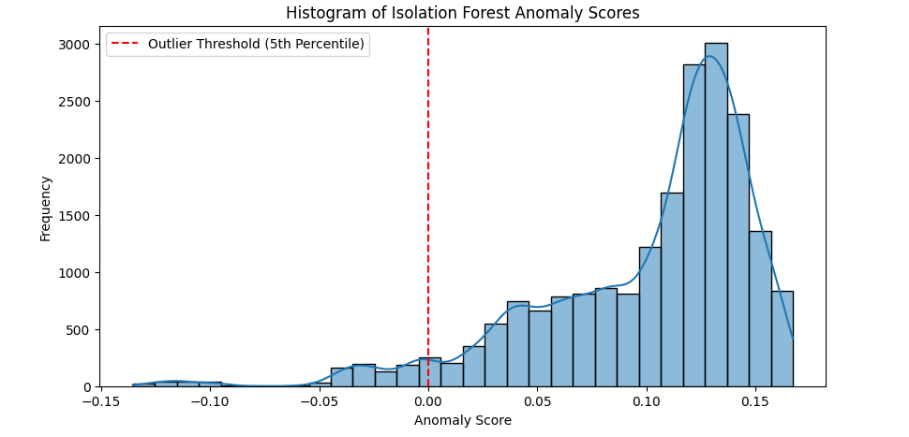 Histogram of Isolation Forest Anomaly Scores
Outlier Threshold (5th Percentile)
3000
2500
2000
1500
1000
500
0
Frequency
−0.15 −0.10 −0.05 0.00 0.05 0.10 0.15
Anomaly Score